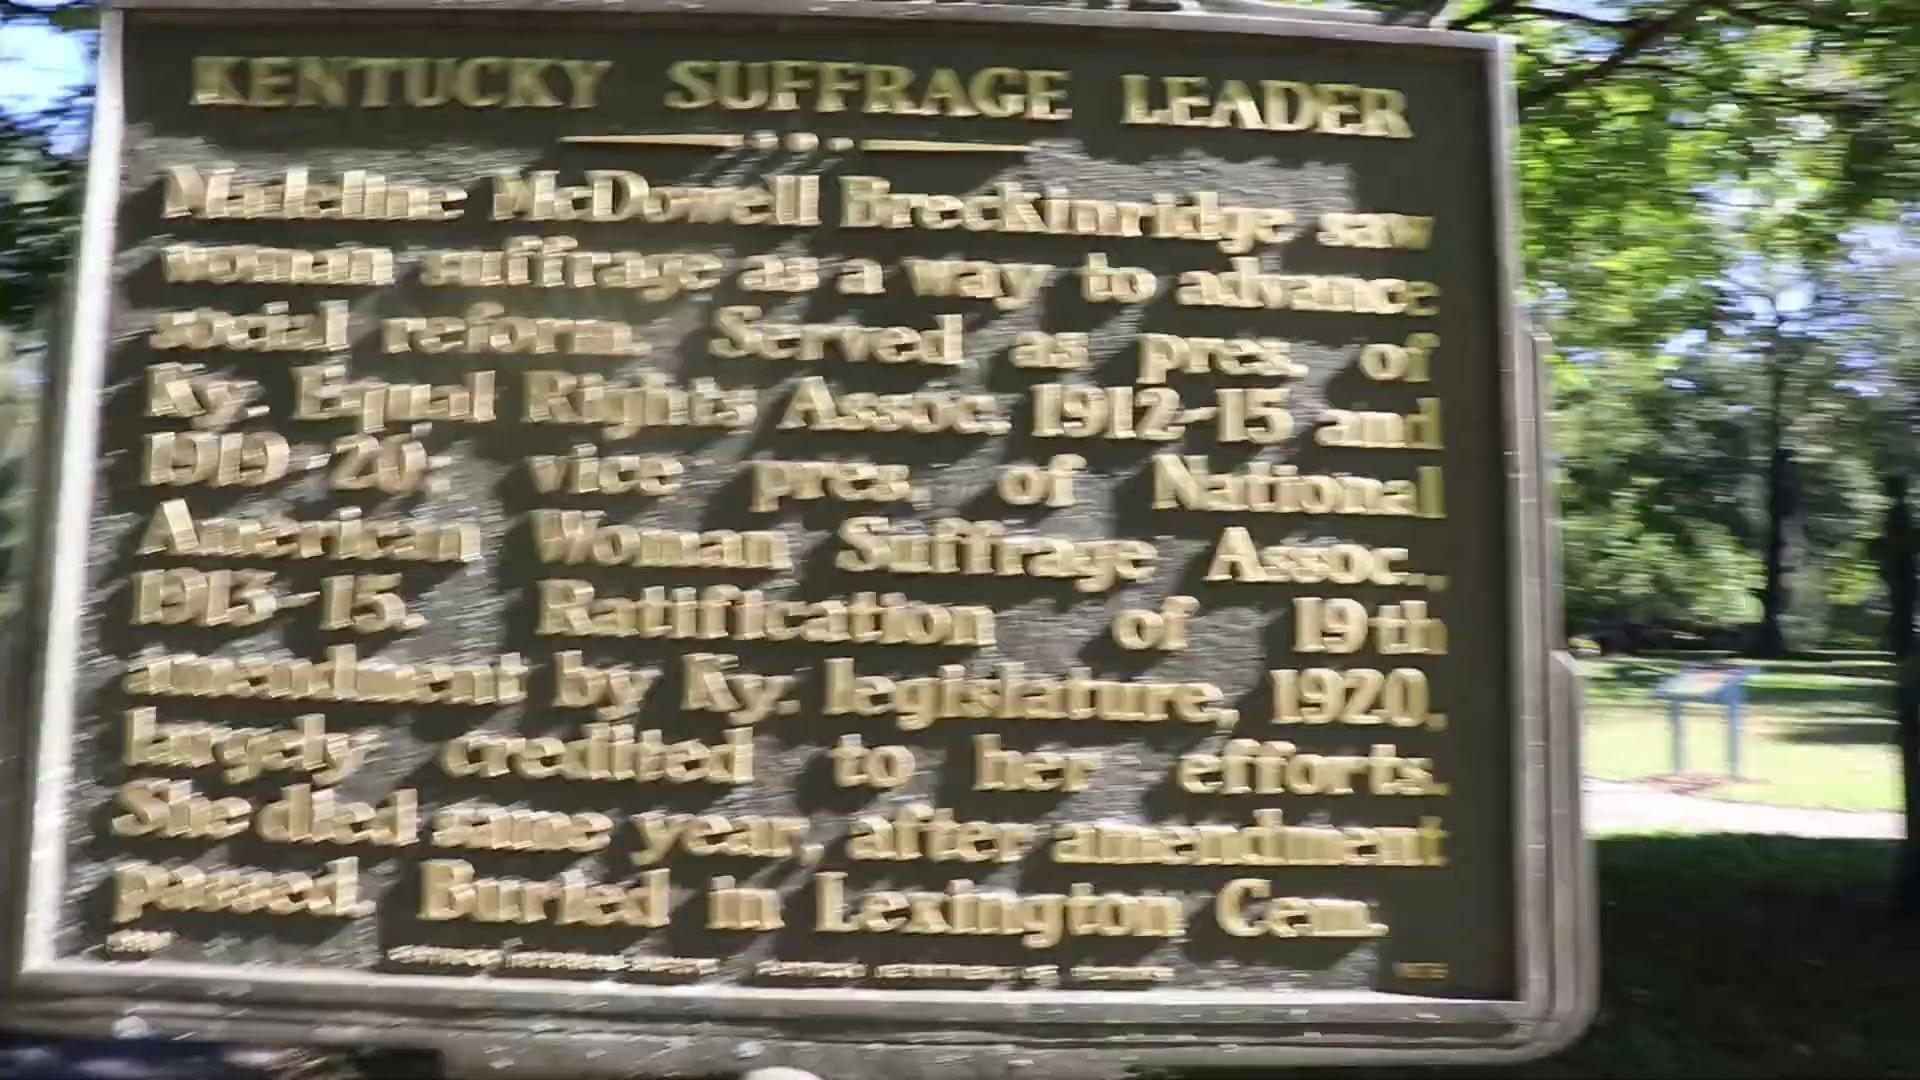 KENTUCKY SUFFRAGE LEADER
Madeline McDowell Breckinridge saw
woman suffrage as a way to advance
social reform. Served as pres. of
Ky. Equal Rights Assoc. 1912-15 and
1919-20; vice pres. of National
American Woman Suffrage Assoc.,
1913-15. Ratification of 19th
amendment by Ky. legislature, 1920,
largely credited to her efforts.
She died same year, after amendment
passed. Buried in Lexington Cem.